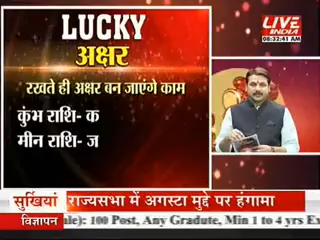 LUCKY
अक्षर
रखते ही अक्षर बन जाएंगे काम
कुंभ राशि- क
मीन राशि- ज
LIVE
INDIA
08:32:41 AM
सुर्खियां
राज्यसभा में अगस्टा मुद्दे पर हंगामा
विज्ञापन
ale): 100 Post, Any Gradute, Min 1 to 4 yrs Ex